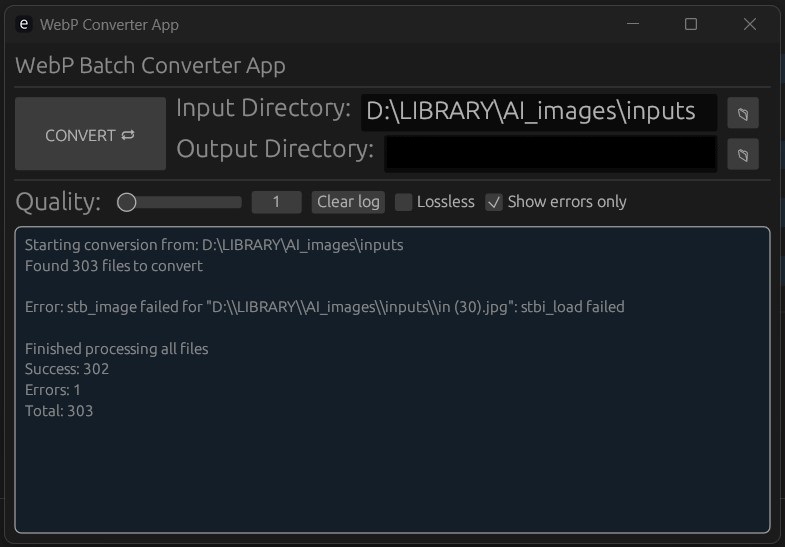 e WebP Converter App
WebP Batch Converter App
CONVERT
Input Directory: D:\LIBRARY\AI_images\inputs
Output Directory:
Quality: 1 Clear log Lossless Show errors only
Starting conversion from: D:\LIBRARY\AI_images\inputs
Found 303 files to convert
Error: stb_image failed for "D:\\LIBRARY\\AI_images\\inputs\\in (30).jpg": stbi_load failed
Finished processing all files
Success: 302
Errors: 1
Total: 303